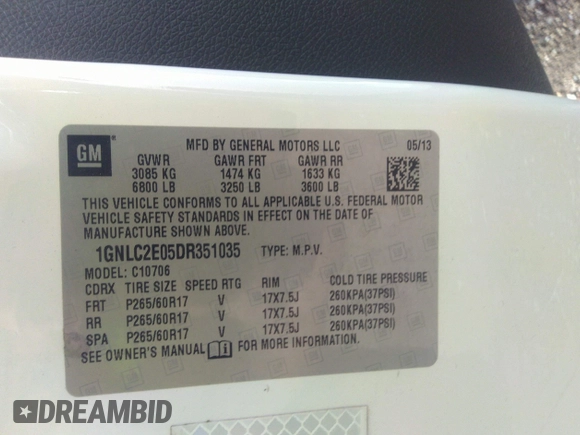 GM
MFD BY GENERAL MOTORS LLC 05/13
GVWR GAWR FRT GAWR RR
3085 KG 1474 KG 1633 KG
6800 LB 3250 LB 3600 LB
THIS VEHICLE CONFORMS TO ALL APPLICABLE U.S. FEDERAL MOTOR
VEHICLE SAFETY STANDARDS IN EFFECT ON THE DATE OF
MANUFACTURE SHOWN ABOVE.
1GNLC2E05DR351035 TYPE: M.P.V.
MODEL: C10706
CDRX TIRE SIZE SPEED RTG RIM COLD TIRE PRESSURE
FRT P265/60R17 V 17X7.5J 260KPA(37PSI)
RR P265/60R17 V 17X7.5J 260KPA(37PSI)
SPA P265/60R17 V 17X7.5J 260KPA(37PSI)
SEE OWNER'S MANUAL FOR MORE INFORMATION.
DREAMBID